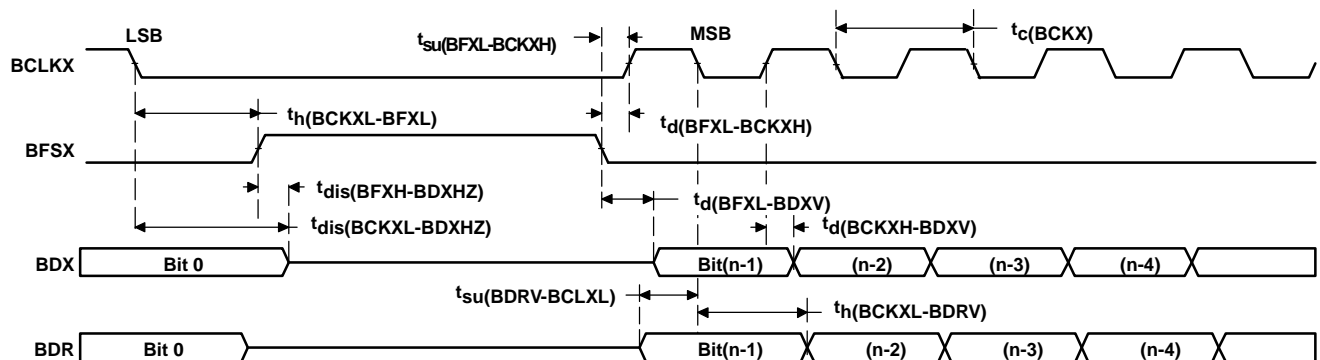 LSB
tsu(BFXL-BCKXH)
MSB
tc(BCKX)
BCLKX
th(BCKXL-BFXL)
td(BFXL-BCKXH)
BFSX
tdis(BFXH-BDXHZ)
td(BFXL-BDXV)
tdis(BCKXL-BDXHZ)
td(BCKXH-BDXV)
BDX
Bit 0
Bit(n-1)
(n-2)
(n-3)
(n-4)
tsu(BDRV-BCLXL)
th(BCKXL-BDRV)
BDR
Bit 0
Bit(n-1)
(n-2)
(n-3)
(n-4)